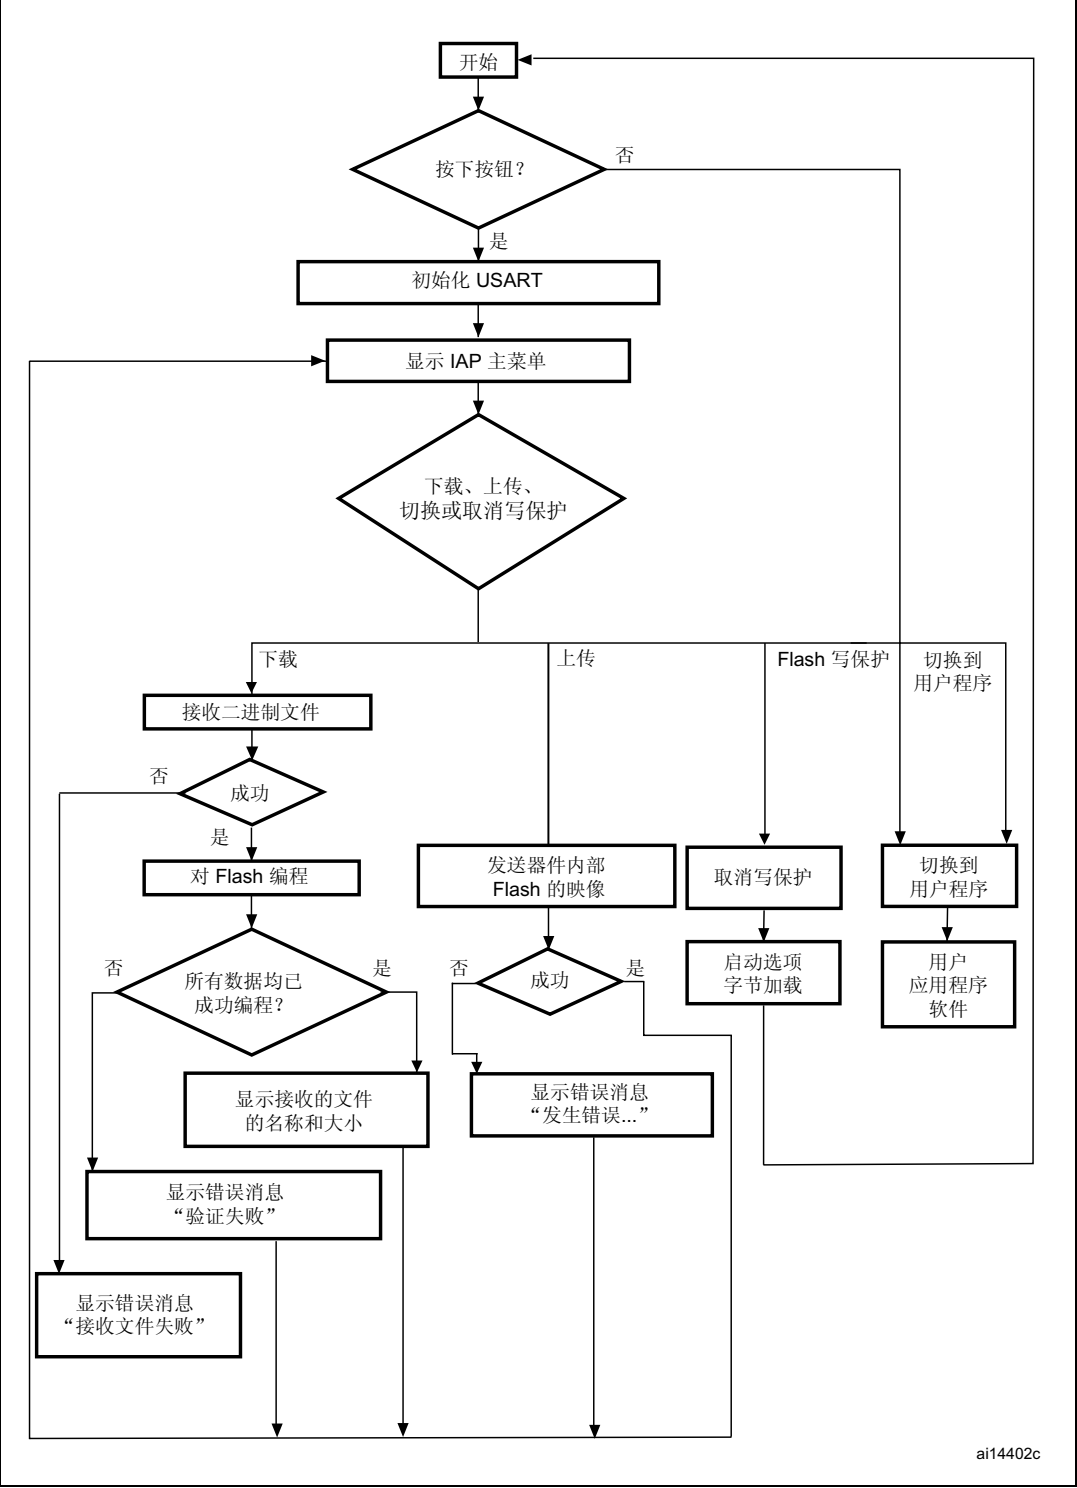 开始
按下按钮？
否
是
初始化 USART
显示 IAP 主菜单
下载、上传、
切换或取消写保护
下载
上传
Flash 写保护
切换到
用户程序
接收二进制文件
否
成功
是
对 Flash 编程
发送器件内部
Flash 的映像
取消写保护
切换到
用户程序
否
所有数据均已
成功编程？
是
否
成功
是
启动选项
字节加载
用户
应用程序
软件
显示接收的文件
的名称和大小
显示错误消息
“发生错误...”
显示错误消息
“验证失败”
显示错误消息
“接收文件失败”
ai14402c